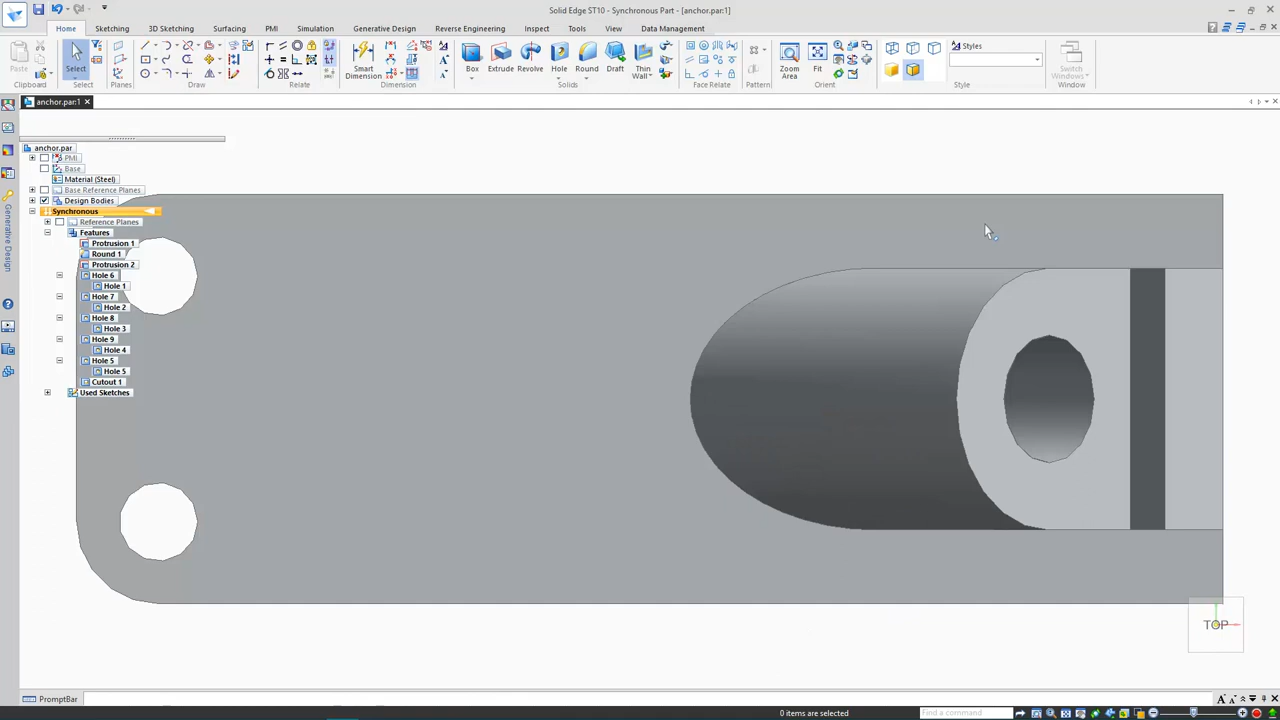 Solid Edge ST10 - Synchronous Part - [anchor.par:1]
Home
Sketching
3D Sketching
Surfacing
PMI
Simulation
Generative Design
Reverse Engineering
Inspect
Tools
View
Data Management
Paste
Select
Smart
Dimension
Box
Extrude
Revolve
Hole
Round
Draft
Thin
Wall
Zoom
Area
Fit
Styles
Switch
Windows
Clipboard
Select
Planes
Draw
Relate
Dimension
Solids
Face Relate
Pattern
Orient
Style
Window
anchor.par:1
anchor.par
PMI
Base
Material (Steel)
Base Reference Planes
Design Bodies
Synchronous
Reference Planes
Features
Protrusion 1
Round 1
Protrusion 2
Hole 6
Hole 1
Hole 7
Hole 2
Hole 8
Hole 3
Hole 9
Hole 4
Hole 5
Hole 5
Cutout 1
Used Sketches
Generative Design
TOP
PromptBar
0 items are selected
Find a command